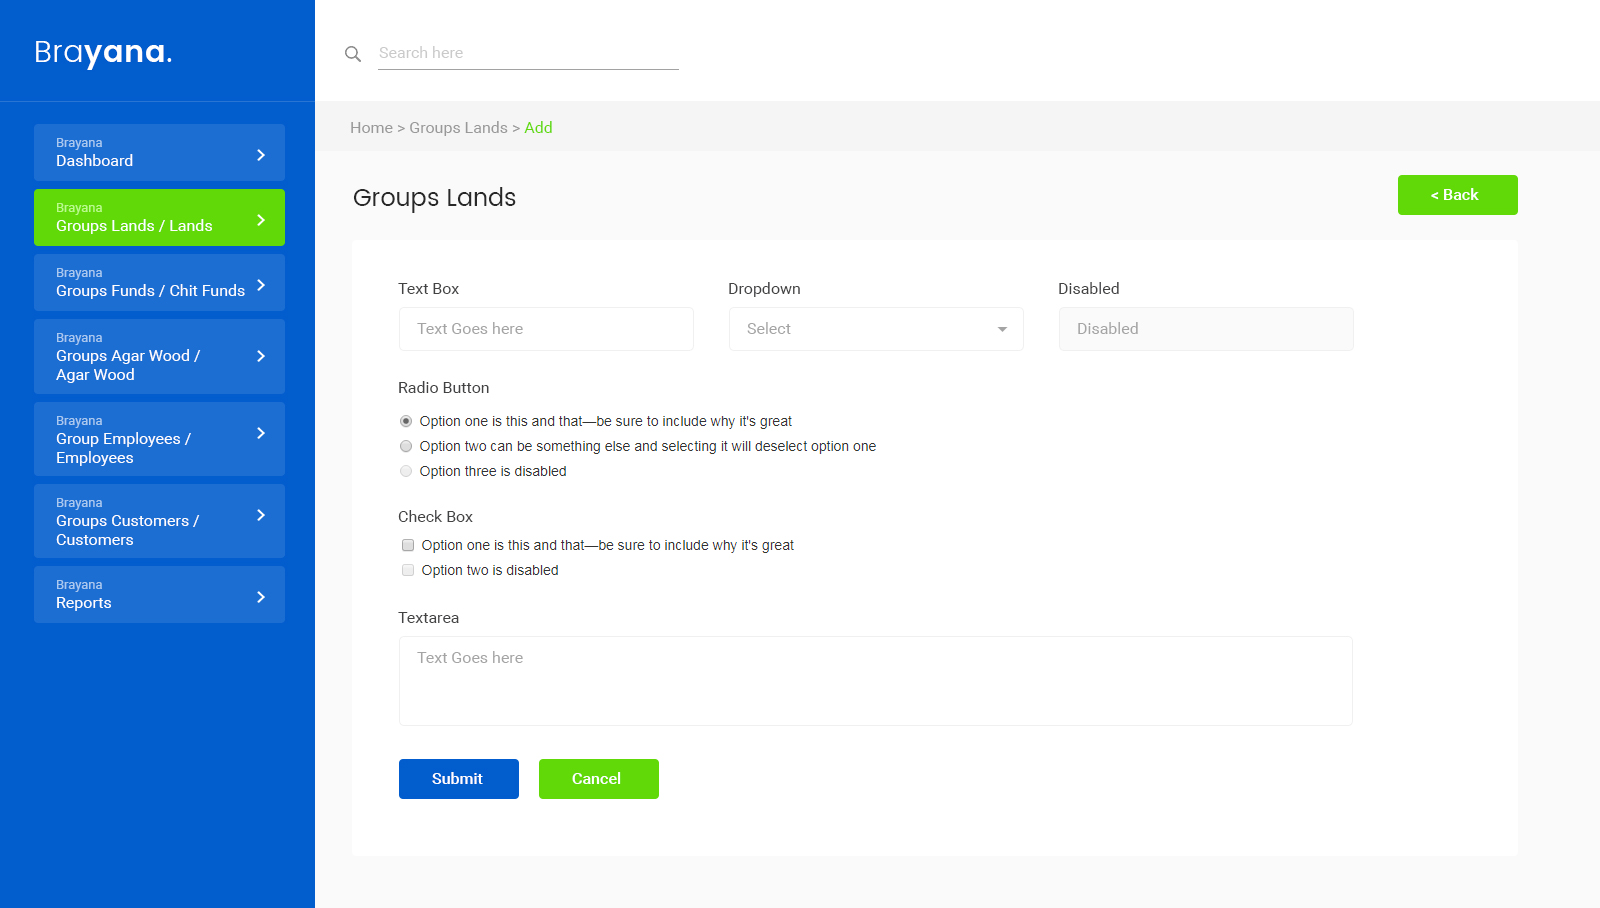 Brayana.
Search here
Home > Groups Lands > Add
Brayana
Dashboard
Brayana
Groups Lands / Lands
Brayana
Groups Funds / Chit Funds
Brayana
Groups Agar Wood /
Agar Wood
Brayana
Group Employees /
Employees
Brayana
Groups Customers /
Customers
Brayana
Reports
Groups Lands
< Back
Text Box
Dropdown
Disabled
Text Goes here
Select
Disabled
Radio Button
Option one is this and that—be sure to include why it's great
Option two can be something else and selecting it will deselect option one
Option three is disabled
Check Box
Option one is this and that—be sure to include why it's great
Option two is disabled
Textarea
Text Goes here
Submit
Cancel